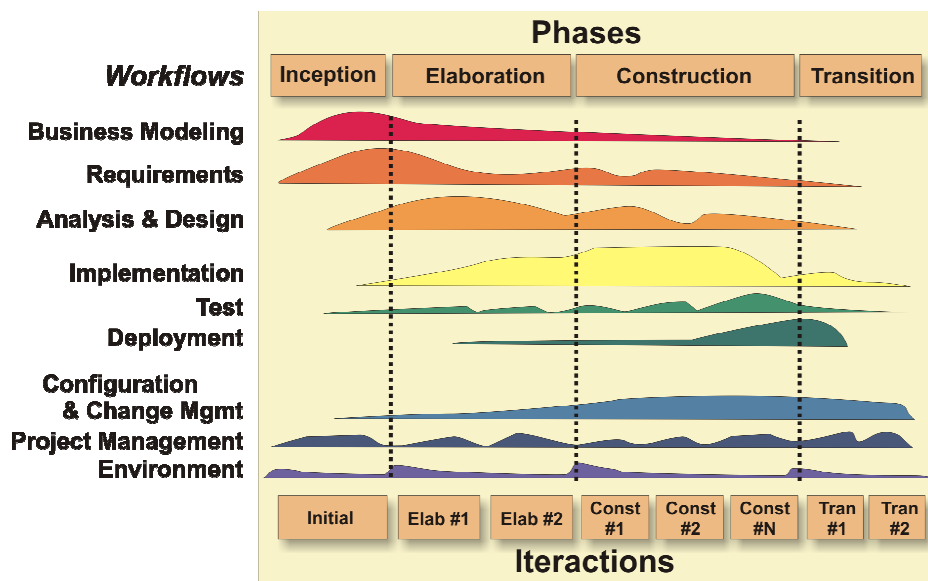 Phases
Workflows
Inception
Elaboration
Construction
Transition
Business Modeling
Requirements
Analysis & Design
Implementation
Test
Deployment
Configuration
& Change Mgmt
Project Management
Environment
Initial
Elab #1
Elab #2
Const
#1
Const
#2
Const
#N
Tran
#1
Tran
#2
Iteractions